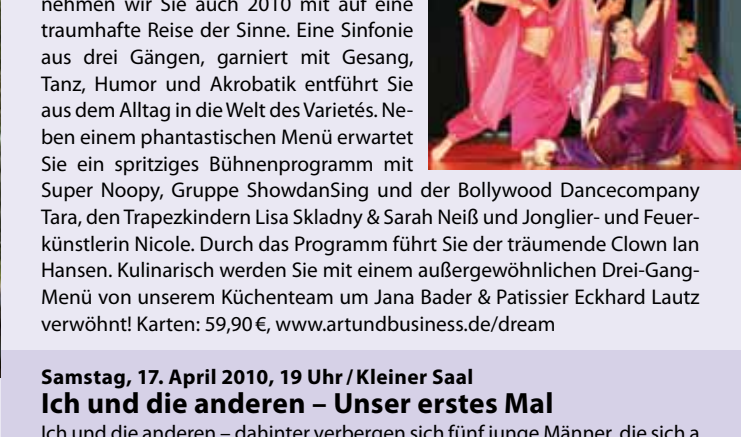 nehmen wir Sie auch 2010 mit auf eine
traumhafte Reise der Sinne. Eine Sinfonie
aus drei Gängen, garniert mit Gesang,
Tanz, Humor und Akrobatik entführt Sie
aus dem Alltag in die Welt des Varietés. Ne-
ben einem phantastischen Menü erwartet
Sie ein spritziges Bühnenprogramm mit
Super Noopy, Gruppe ShowdanSing und der Bollywood Dancecompany
Tara, den Trapezkindern Lisa Skladny & Sarah Neiß und Jonglier- und Feuer-
künstlerin Nicole. Durch das Programm führt Sie der träumende Clown Ian
Hansen. Kulinarisch werden Sie mit einem außergewöhnlichen Drei-Gang-
Menü von unserem Küchenteam um Jana Bader & Patissier Eckhard Lautz
verwöhnt! Karten: 59,90 €, www.artundbusiness.de/dream
Samstag, 17. April 2010, 19 Uhr / Kleiner Saal
Ich und die anderen – Unser erstes Mal
Ich und die anderen – dahinter verbergen sich fünf junge Männer, die sich a